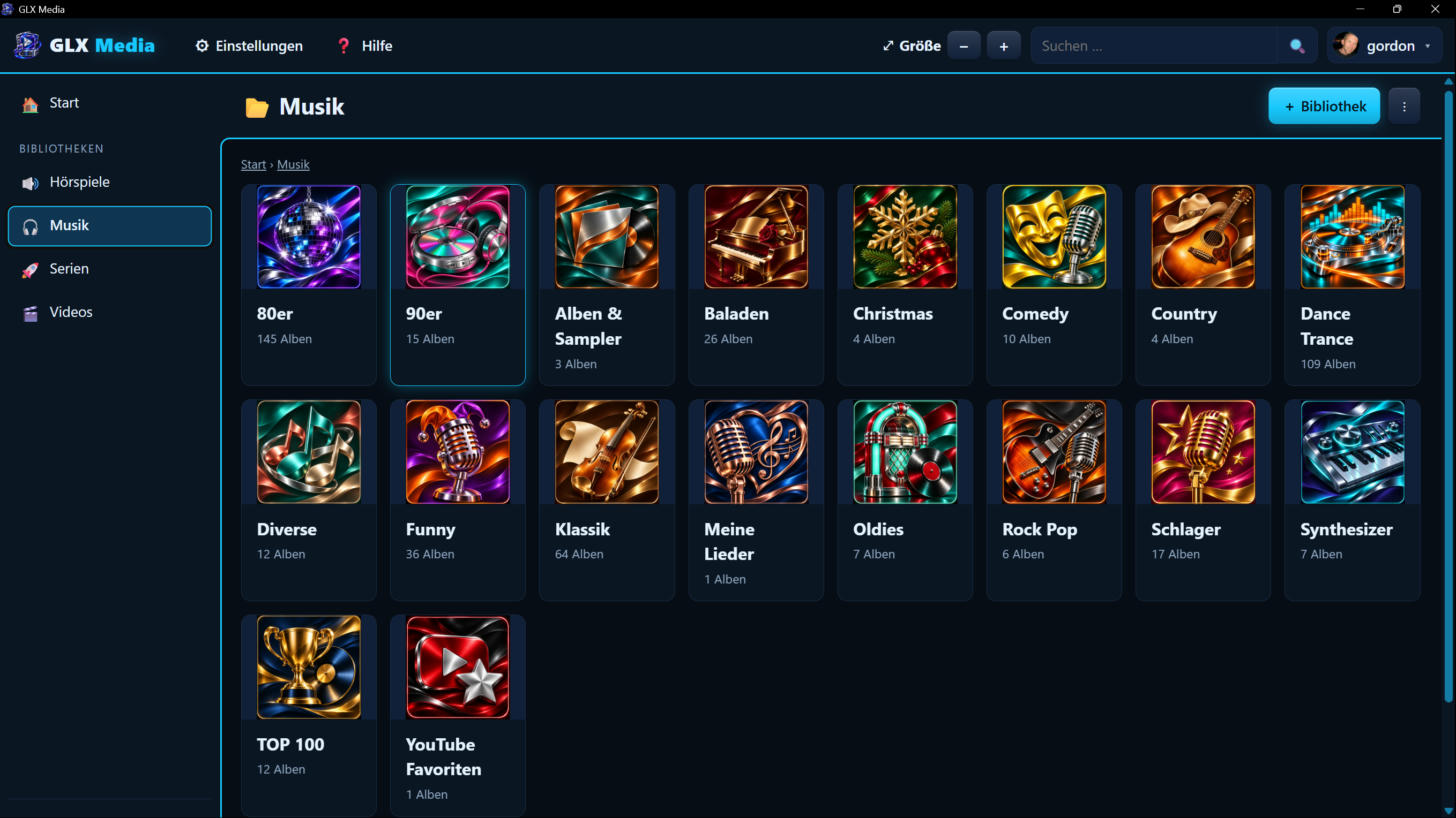 GLX Media
GLX Media
Einstellungen
Hilfe
Größe
−
+
Suchen ...
gordon
Start
BIBLIOTHEKEN
Hörspiele
Musik
Serien
Videos
Musik
+ Bibliothek
Start › Musik
80er
145 Alben
90er
15 Alben
Alben &
Sampler
3 Alben
Baladen
26 Alben
Christmas
4 Alben
Comedy
10 Alben
Country
4 Alben
Dance
Trance
109 Alben
Diverse
12 Alben
Funny
36 Alben
Klassik
64 Alben
Meine
Lieder
1 Alben
Oldies
7 Alben
Rock Pop
6 Alben
Schlager
17 Alben
Synthesizer
7 Alben
TOP 100
12 Alben
YouTube
Favoriten
1 Alben